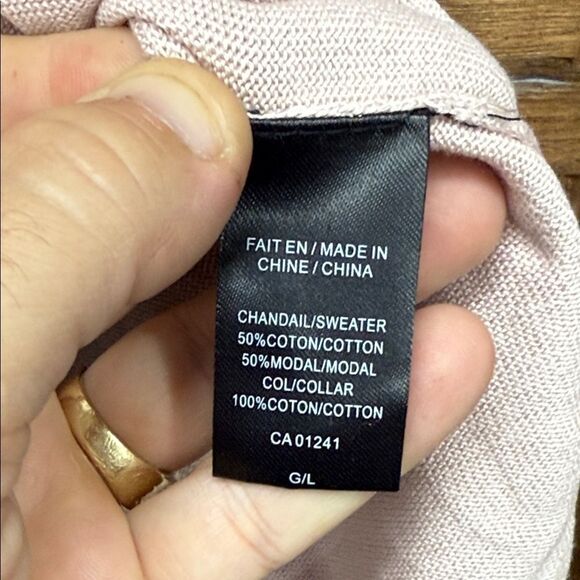 FAIT EN / MADE IN
CHINE / CHINA
CHANDAIL/SWEATER
50%COTON/COTTON
50%MODAL/MODAL
COL/COLLAR
100%COTON/COTTON
CA 01241
G/L